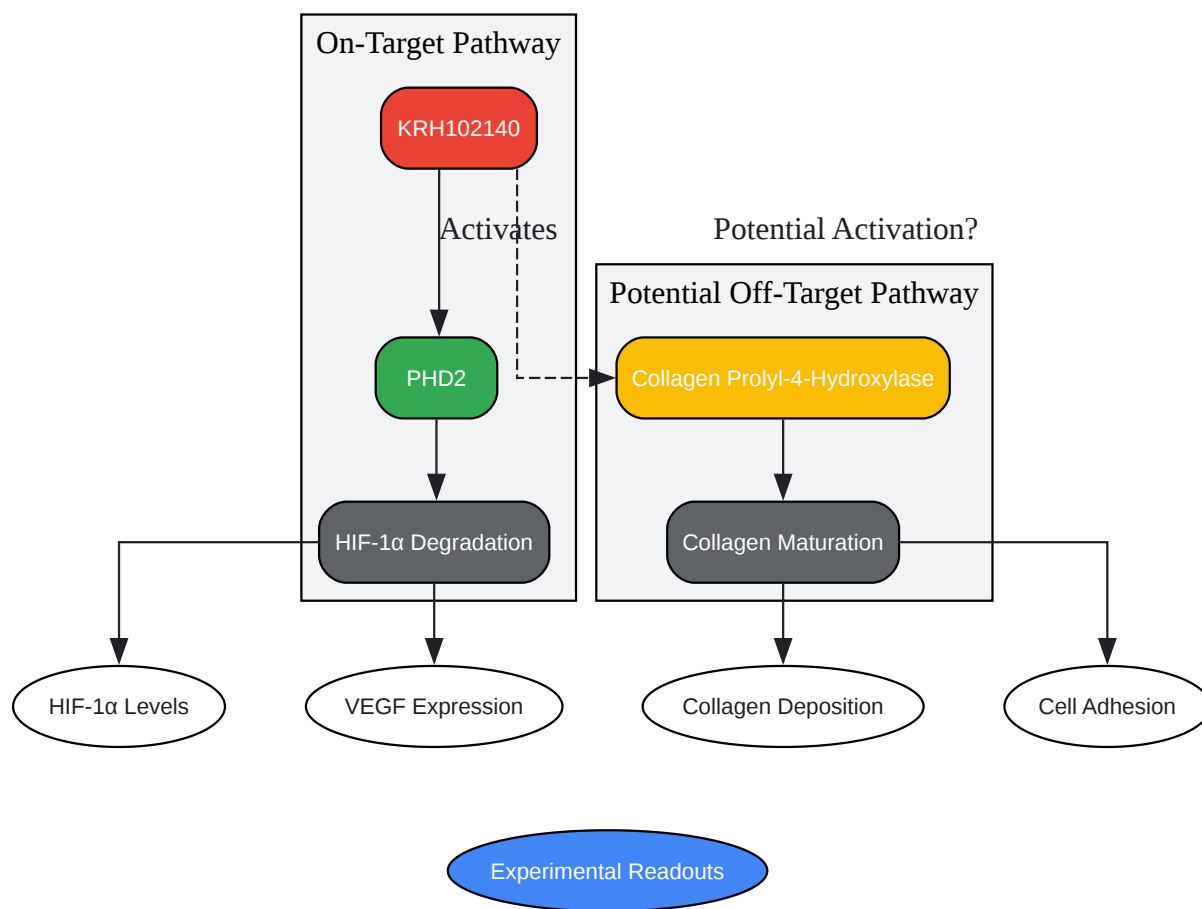 On-Target Pathway
KRH102140
Activates
Potential Activation?
Potential Off-Target Pathway
PHD2
Collagen Prolyl-4-Hydroxylase
HIF-1α Degradation
Collagen Maturation
HIF-1α Levels
VEGF Expression
Collagen Deposition
Cell Adhesion
Experimental Readouts